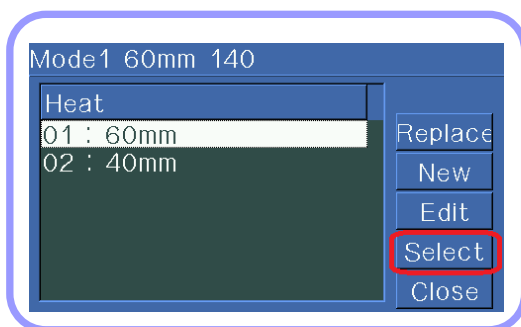 Mode1 60mm 140
Heat
01 : 60mm
02 : 40mm
Replace
New
Edit
Select
Close